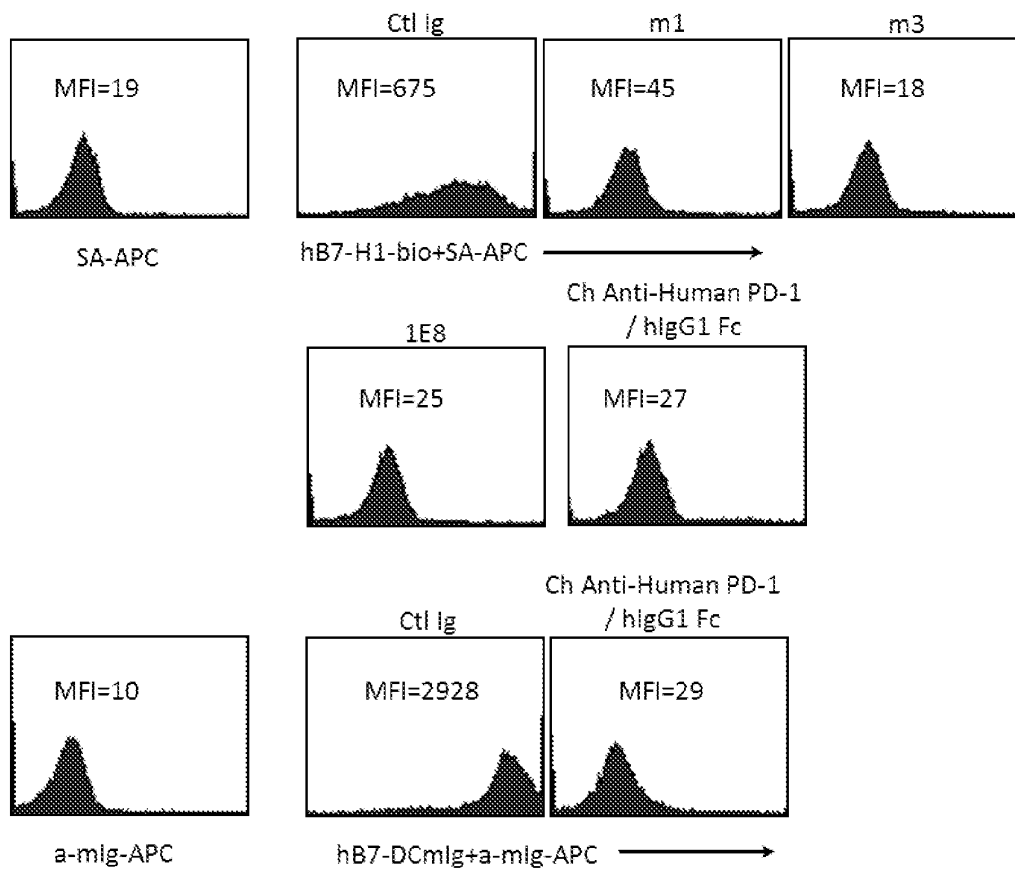 Ctl Ig
m1
m3
MFI=19
MFI=675
MFI=45
MFI=18
SA-APC
hB7-H1-bio+SA-APC
Ch Anti-Human PD-1
/ hIgG1 Fc
1E8
MFI=25
MFI=27
Ch Anti-Human PD-1
/ hIgG1 Fc
Ctl Ig
MFI=10
MFI=2928
MFI=29
a-mIg-APC
hB7-DCmIg+a-mIg-APC